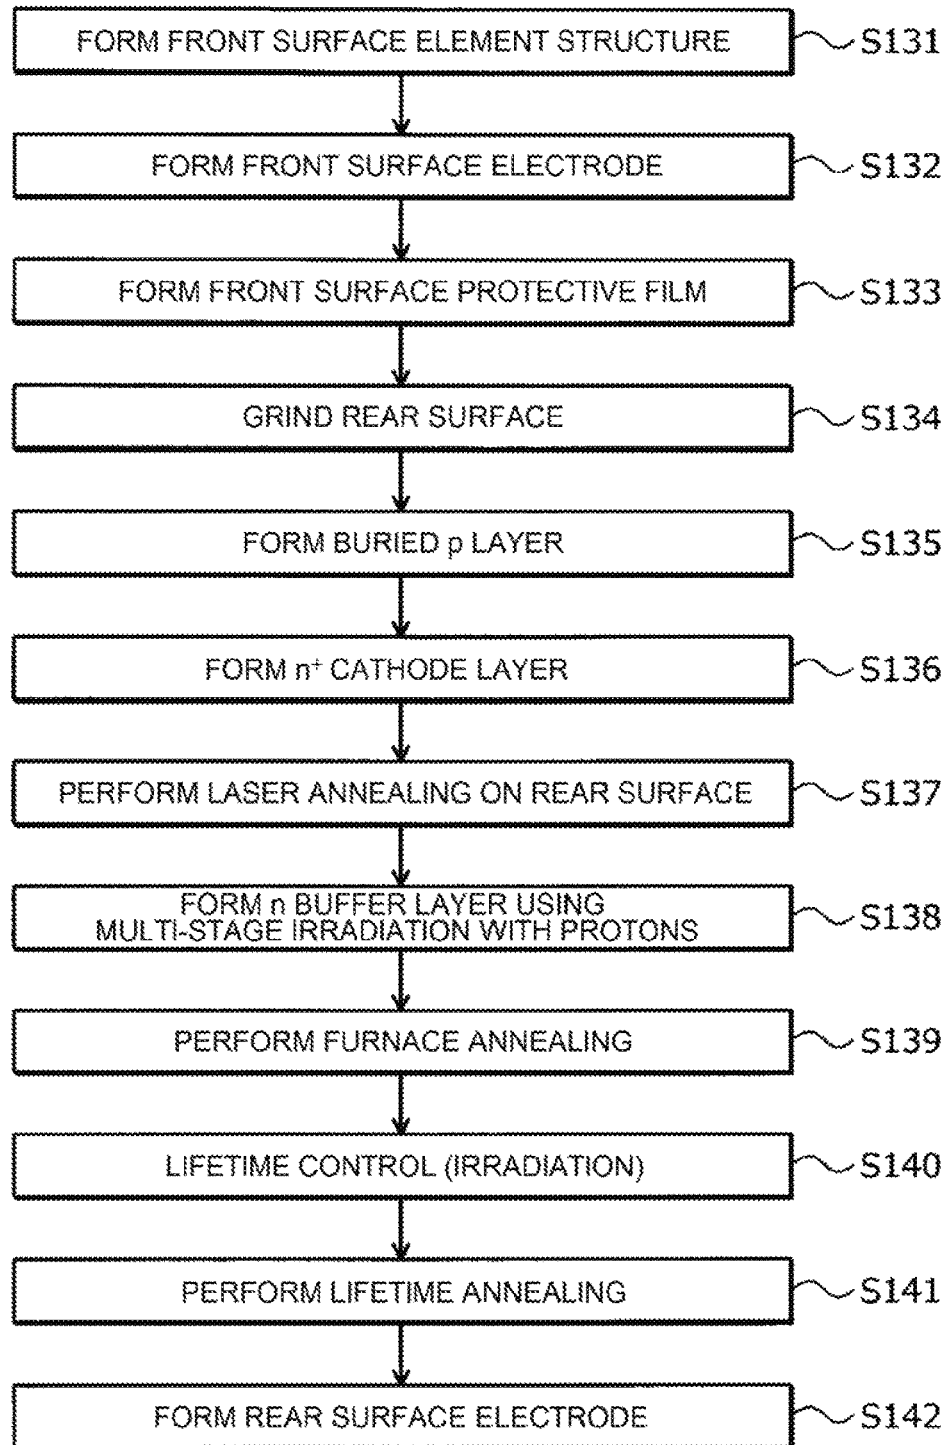 FORM FRONT SURFACE ELEMENT STRUCTURE S131
FORM FRONT SURFACE ELECTRODE S132
FORM FRONT SURFACE PROTECTIVE FILM S133
GRIND REAR SURFACE S134
FORM BURIED p LAYER S135
FORM n⁺ CATHODE LAYER S136
PERFORM LASER ANNEALING ON REAR SURFACE S137
FORM n BUFFER LAYER USING
MULTI-STAGE IRRADIATION WITH PROTONS S138
PERFORM FURNACE ANNEALING S139
LIFETIME CONTROL (IRRADIATION) S140
PERFORM LIFETIME ANNEALING S141
FORM REAR SURFACE ELECTRODE S142